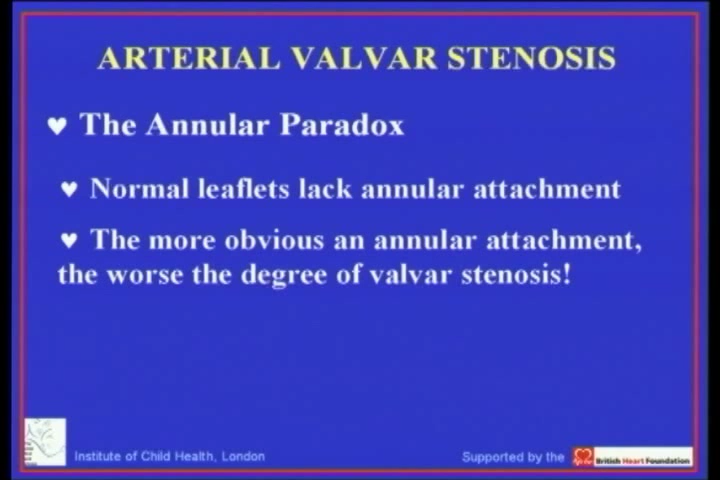 ARTERIAL VALVAR STENOSIS
The Annular Paradox
Normal leaflets lack annular attachment
The more obvious an annular attachment,
the worse the degree of valvar stenosis!
Institute of Child Health, London
Supported by the
British Heart Foundation